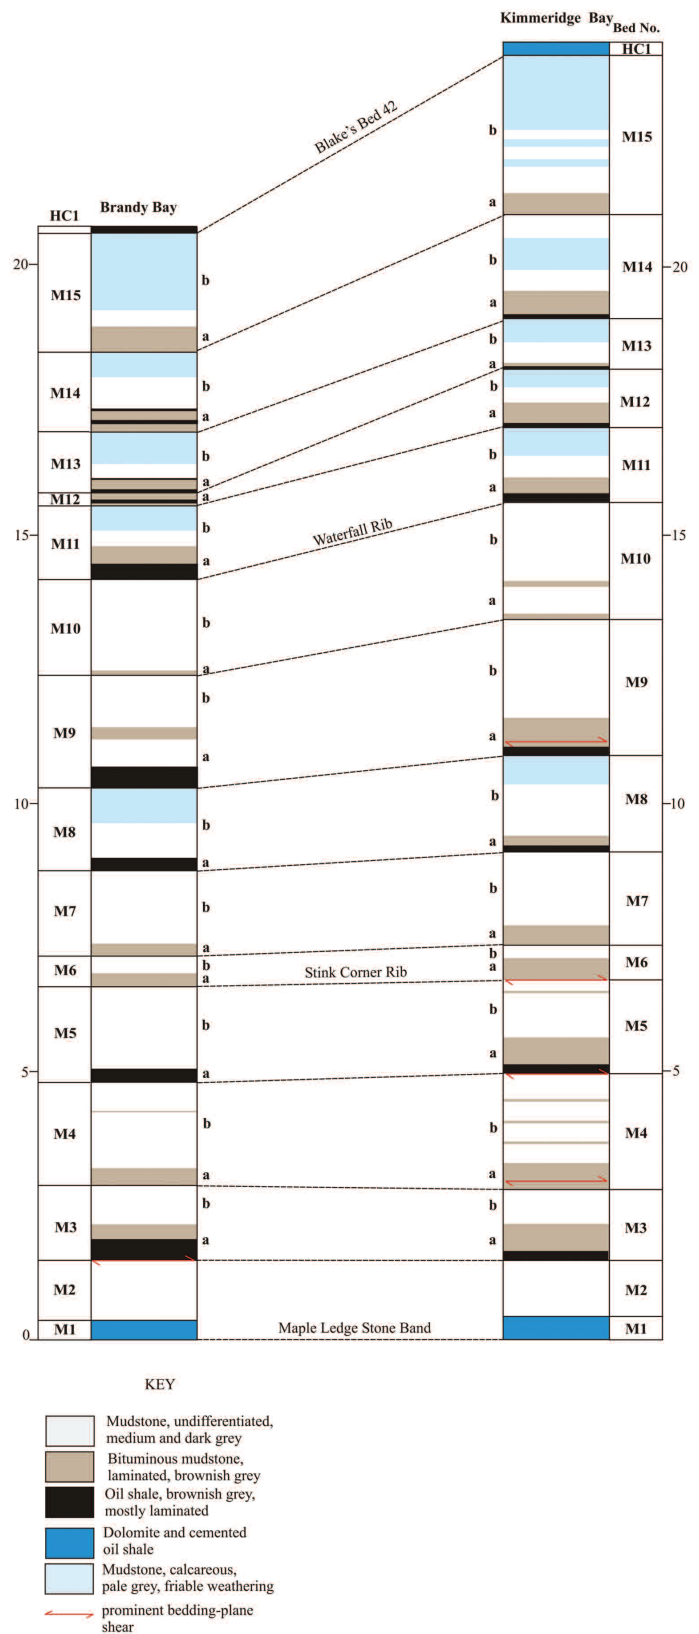 Kimmeridge Bay
Bed No.
HC1
Blake's Bed 42
b
M15
a
HC1
Brandy Bay
20
M15
b
a
b
M14
a
20
M14
b
a
b
M13
a
M13
b
a
b
M12
a
M12
a
b
M11
a
M11
b
a
15
Waterfall Rib
15
b
M10
a
M10
b
a
b
M9
a
M9
b
a
10
10
b
M8
a
M8
b
a
b
M7
a
M7
b
a
b
M6
a
M6
b
a
Stink Corner Rib
b
M5
a
M5
b
a
5
5
M4
b
a
b
M4
a
M3
b
a
b
M3
a
M2
M2
0
M1
Maple Ledge Stone Band
M1
KEY
Mudstone, undifferentiated,
medium and dark grey
Bituminous mudstone,
laminated, brownish grey
Oil shale, brownish grey,
mostly laminated
Dolomite and cemented
oil shale
Mudstone, calcareous,
pale grey, friable weathering
prominent bedding-plane
shear